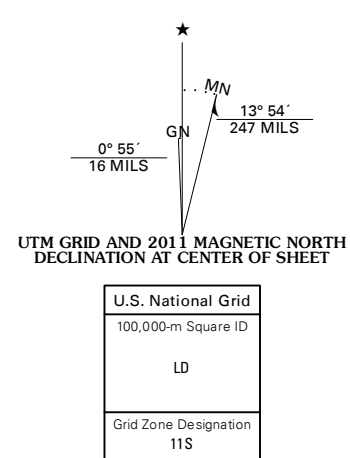 ★
MN
GN
13° 54´
247 MILS
0° 55´
16 MILS
UTM GRID AND 2011 MAGNETIC NORTH
DECLINATION AT CENTER OF SHEET
U.S. National Grid
100,000-m Square ID
LD
Grid Zone Designation
11S